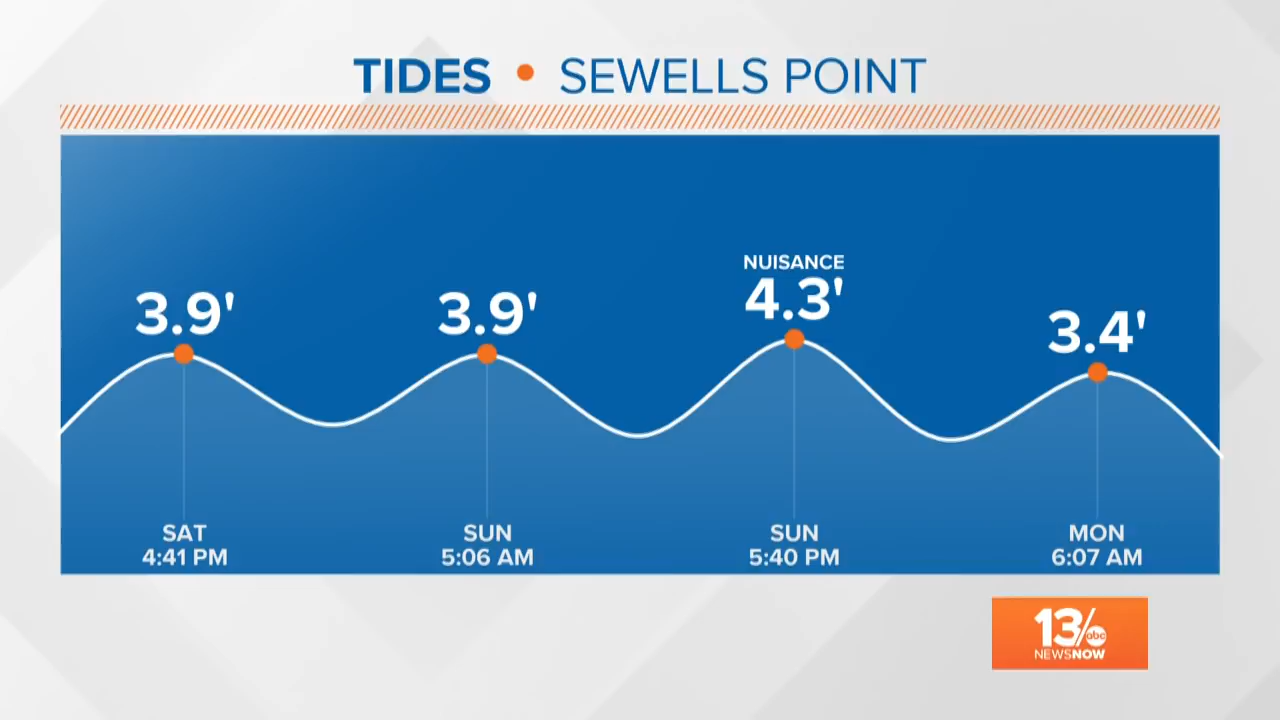 TIDES • SEWELLS POINT
NUISANCE
3.9' 3.9' 4.3' 3.4'
SAT SUN SUN MON
4:41 PM 5:06 AM 5:40 PM 6:07 AM
13 abc
NEWSNOW